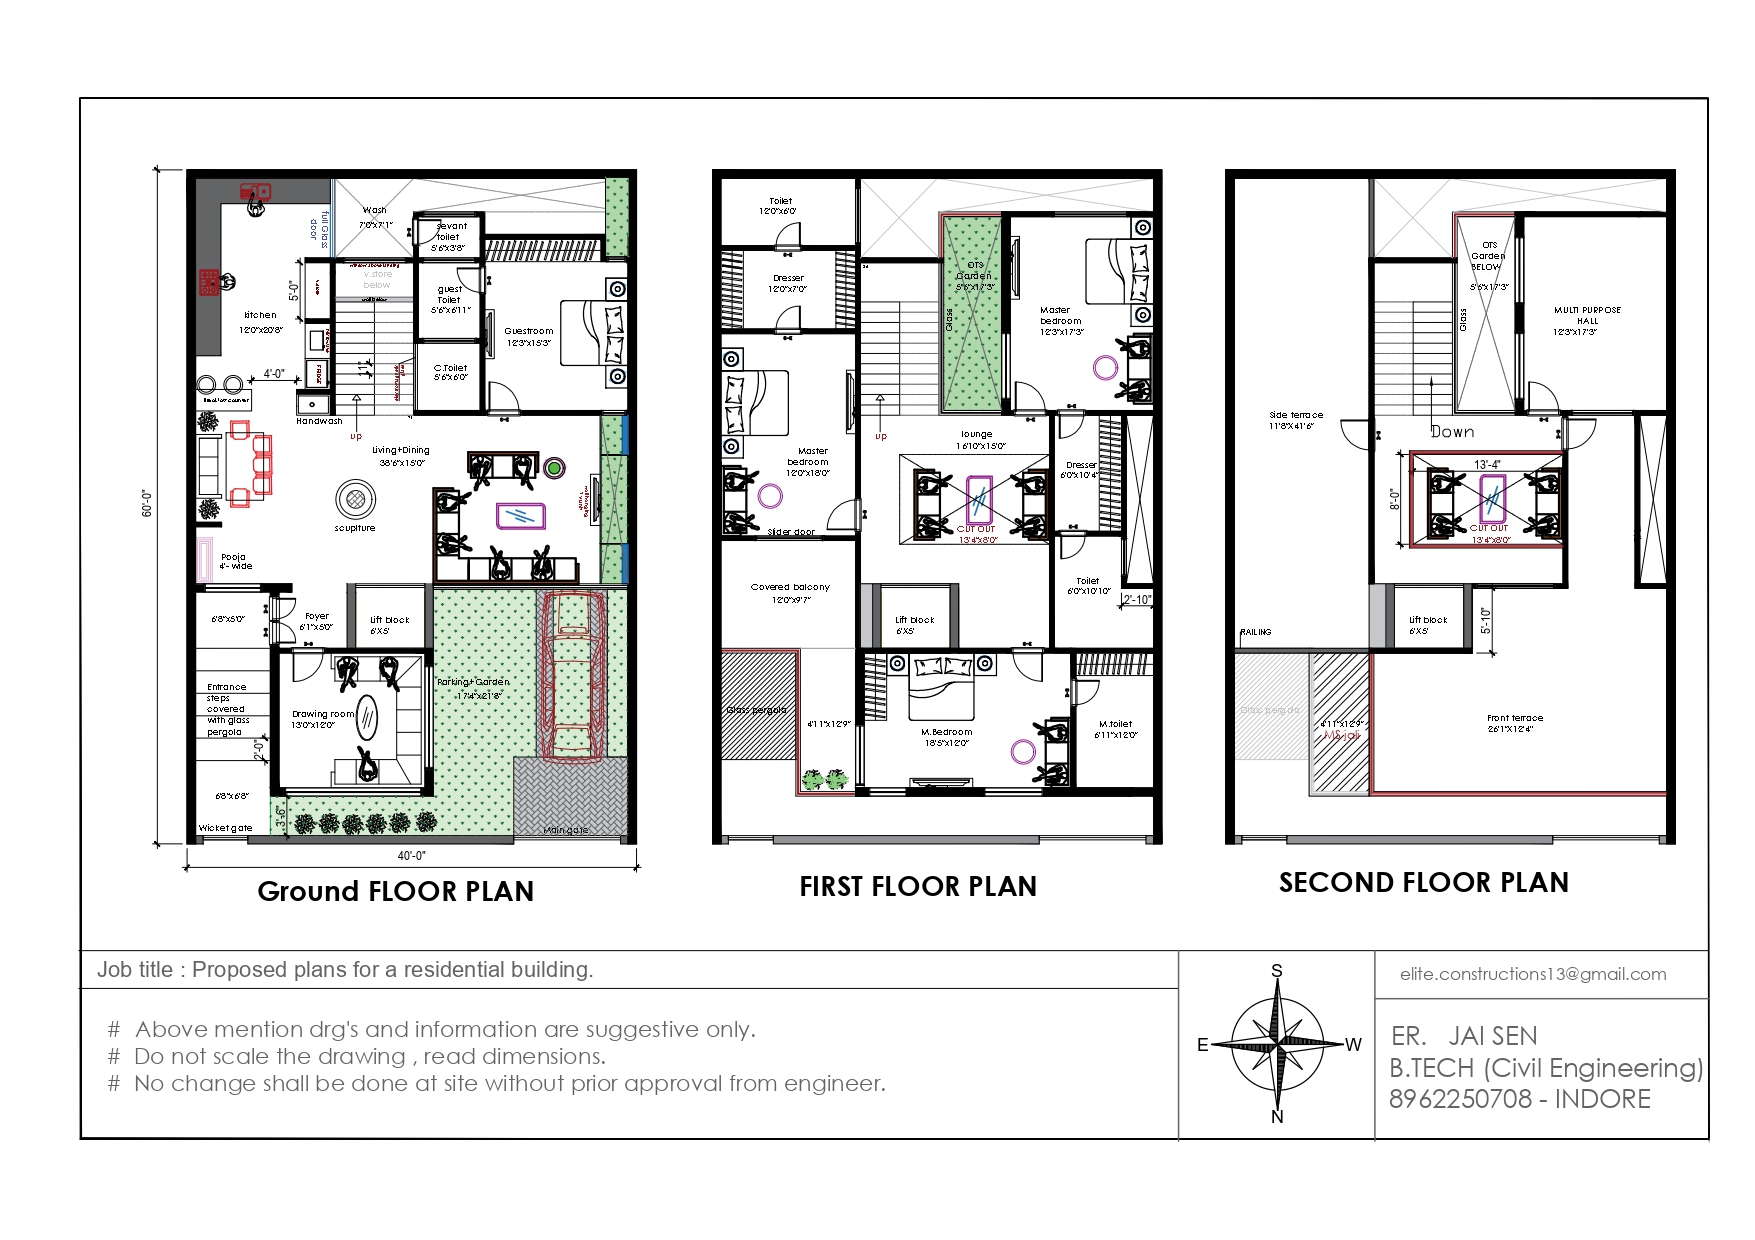 Wash
7'0"x7'1"
full Glass
door
sevant
toilet
5'6"x3'8"
v.store
below
guest
Toilet
5'6"x6'11"
5'-0"
kitchen
12'0"x20'8"
Guestroom
12'3"x15'3"
4'-0"
FRIDGE
11"
C.Toilet
5'6"x6'0"
Handwash
up
Living+Dining
38'6"x15'0"
60'-0"
sculpture
Pooja
4'- wide
6'8"x5'0"
Foyer
6'1"x5'0"
Lift block
6'X5'
Entrance
steps
covered
with glass
pergola
Parking+Garden
17'4"x21'8"
Drawing room
13'0"x12'0"
2'-0"
6'8"x6'8"
3'-6"
Wicket gate
Main gate
40'-0"
Ground FLOOR PLAN
Toilet
12'0"x6'0'
Dresser
12'0"x7'0"
OTS
Garden
5'6"x17'3"
Glass
Master
bedroom
12'3"x17'3"
up
lounge
16'10"x15'0"
Master
bedroom
12'0"x18'0"
Dresser
6'0"x10'4"
CUT OUT
13'4"x8'0"
Slider door
Covered balcony
12'0"x9'7"
Toilet
6'0"x10'10"
2'-10"
Lift block
6'X5'
Glass pergola
4'11"x12'9"
M.Bedroom
18'5"x12'0"
M.toilet
6'11"x12'0"
FIRST FLOOR PLAN
OTS
Garden
BELOW
5'6"x17'3"
Glass
MULTI PURPOSE
HALL
12'3"x17'3"
Side terrace
11'8"X41'6"
Down
13'-4"
8'-0"
CUT OUT
13'4"x8'0"
Lift block
6'X5'
5'-10"
RAILING
Glass pergola
4'11"x12'9"
MS jali
Front terrace
26'1"X12'4"
SECOND FLOOR PLAN
Job title : Proposed plans for a residential building.
# Above mention drg's and information are suggestive only.
# Do not scale the drawing , read dimensions.
# No change shall be done at site without prior approval from engineer.
S
E
W
N
elite.constructions13@gmail.com
ER. JAI SEN
B.TECH (Civil Engineering)
8962250708 - INDORE